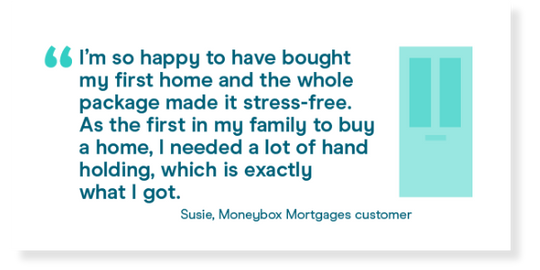 “ I’m so happy to have bought
my first home and the whole
package made it stress-free.
As the first in my family to buy
a home, I needed a lot of hand
holding, which is exactly
what I got.
Susie, Moneybox Mortgages customer